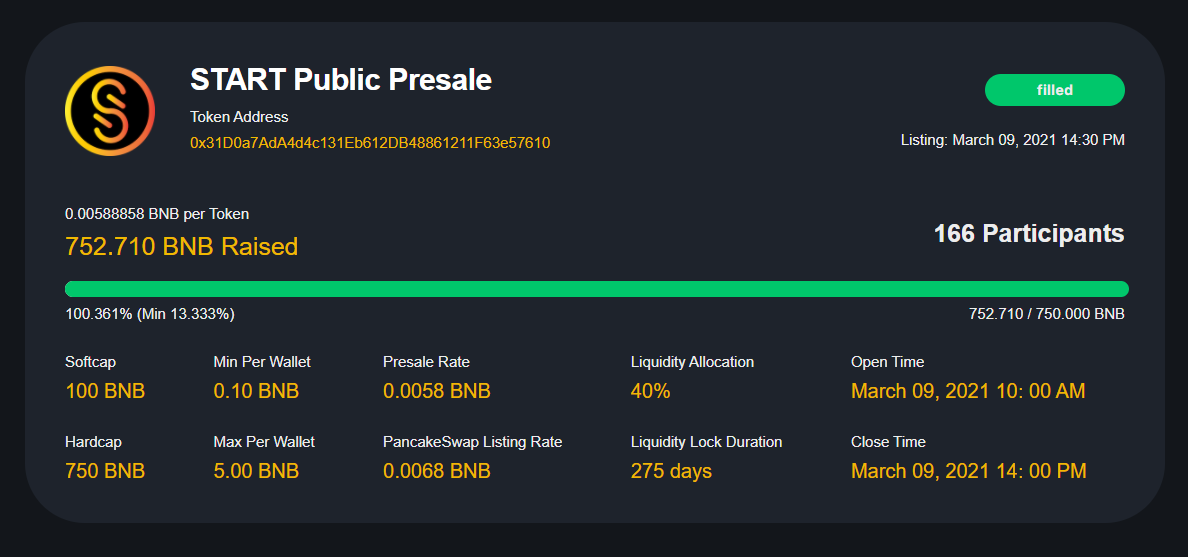 START Public Presale
filled
Token Address
0x31D0a7AdA4d4c131Eb612DB48861211F63e57610
Listing: March 09, 2021 14:30 PM
0.00588858 BNB per Token
752.710 BNB Raised
166 Participants
100.361% (Min 13.333%)
752.710 / 750.000 BNB
Softcap
Min Per Wallet
Presale Rate
Liquidity Allocation
Open Time
100 BNB
0.10 BNB
0.0058 BNB
40%
March 09, 2021 10: 00 AM
Hardcap
Max Per Wallet
PancakeSwap Listing Rate
Liquidity Lock Duration
Close Time
750 BNB
5.00 BNB
0.0068 BNB
275 days
March 09, 2021 14: 00 PM